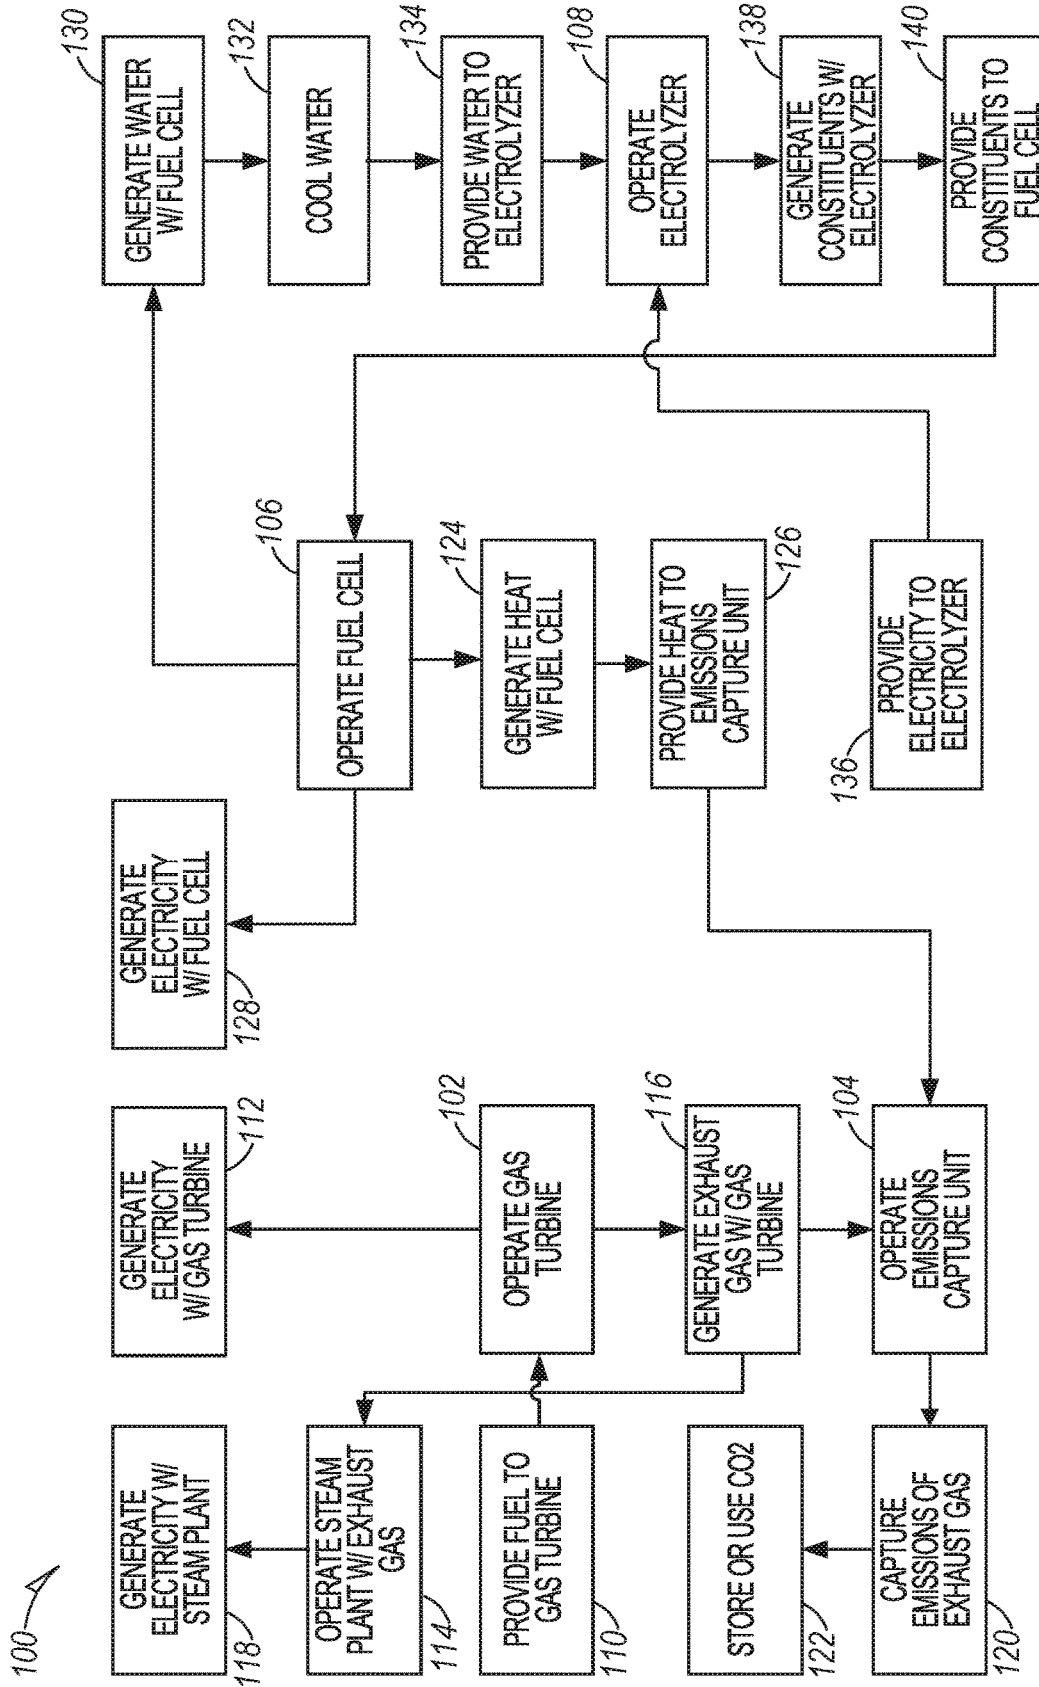 100
GENERATE
ELECTRICITY W/
STEAM PLANT
118
OPERATE STEAM
PLANT W/ EXHAUST
GAS
114
PROVIDE FUEL TO
GAS TURBINE
110
STORE OR USE CO2
122
CAPTURE
EMISSIONS OF
EXHAUST GAS
120
GENERATE
ELECTRICITY
W/ GAS TURBINE
112
OPERATE GAS
TURBINE
102
GENERATE EXHAUST
GAS W/ GAS
TURBINE
116
OPERATE
EMISSIONS
CAPTURE UNIT
104
GENERATE
ELECTRICITY
W/ FUEL CELL
128
OPERATE FUEL CELL
106
GENERATE HEAT
W/ FUEL CELL
124
PROVIDE HEAT TO
EMISSIONS
CAPTURE UNIT
126
PROVIDE
ELECTRICITY TO
ELECTROLYZER
136
GENERATE WATER
W/ FUEL CELL
130
COOL WATER
132
PROVIDE WATER TO
ELECTROLYZER
134
OPERATE
ELECTROLYZER
108
GENERATE
CONSTITUENTS W/
ELECTROLYZER
138
PROVIDE
CONSTITUENTS TO
FUEL CELL
140